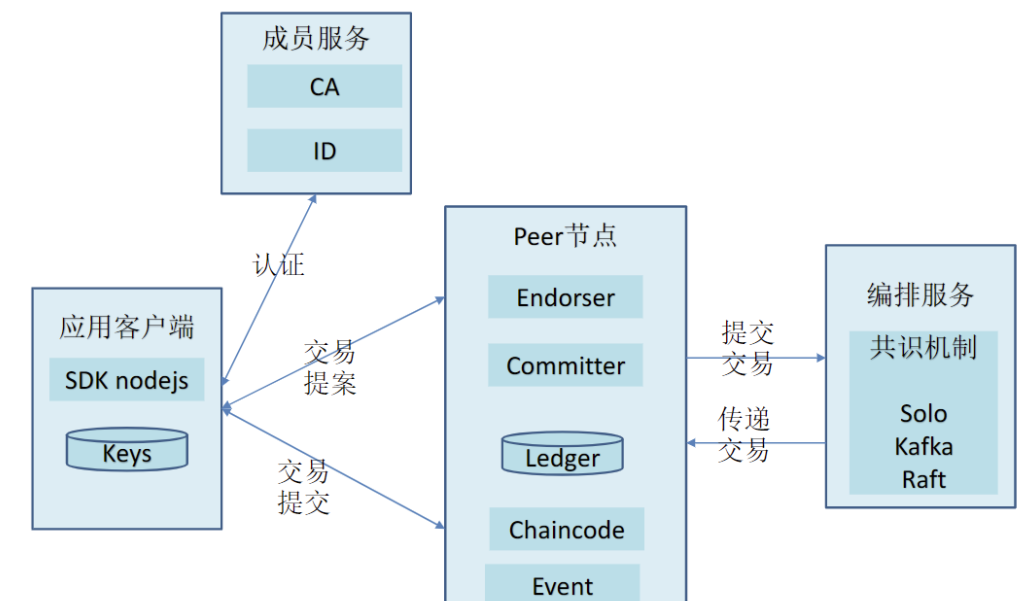 成员服务
CA
ID
认证
应用客户端
SDK nodejs
Keys
交易
提案
交易
提交
Peer节点
Endorser
Committer
Ledger
Chaincode
Event
提交
交易
传递
交易
编排服务
共识机制
Solo
Kafka
Raft